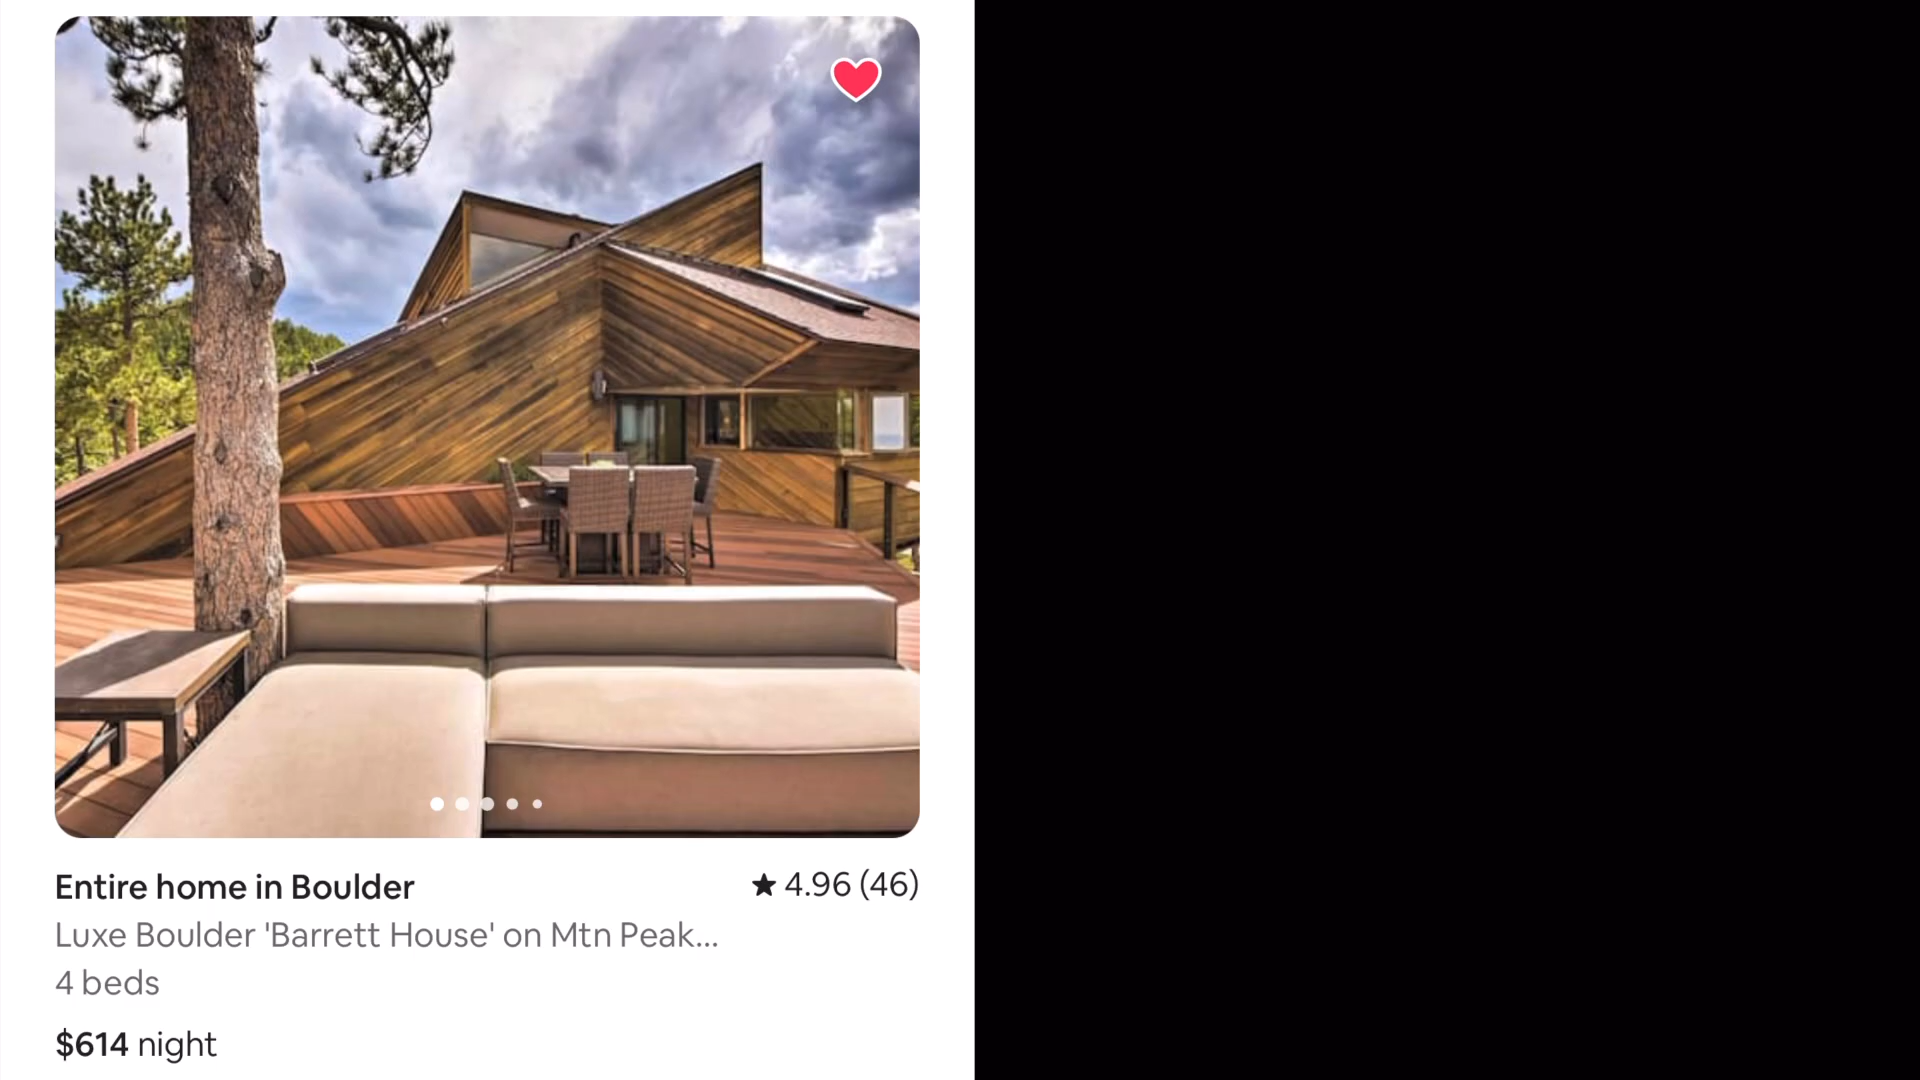 Entire home in Boulder
★ 4.96 (46)
Luxe Boulder 'Barrett House' on Mtn Peak...
4 beds
$614 night